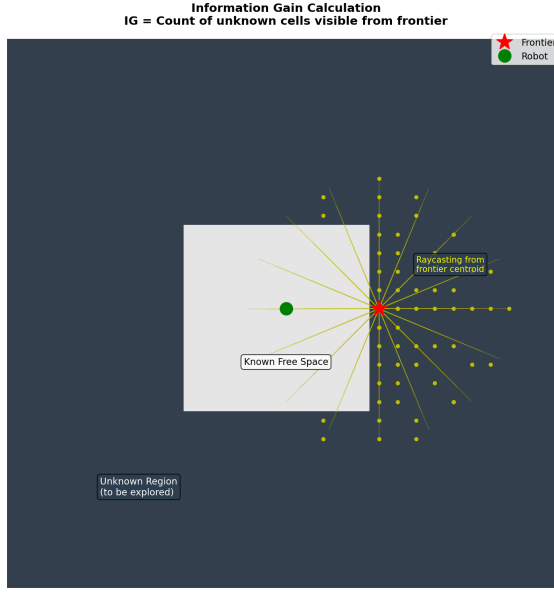 Information Gain Calculation
IG = Count of unknown cells visible from frontier
Frontier
Robot
Raycasting from
frontier centroid
Known Free Space
Unknown Region
(to be explored)